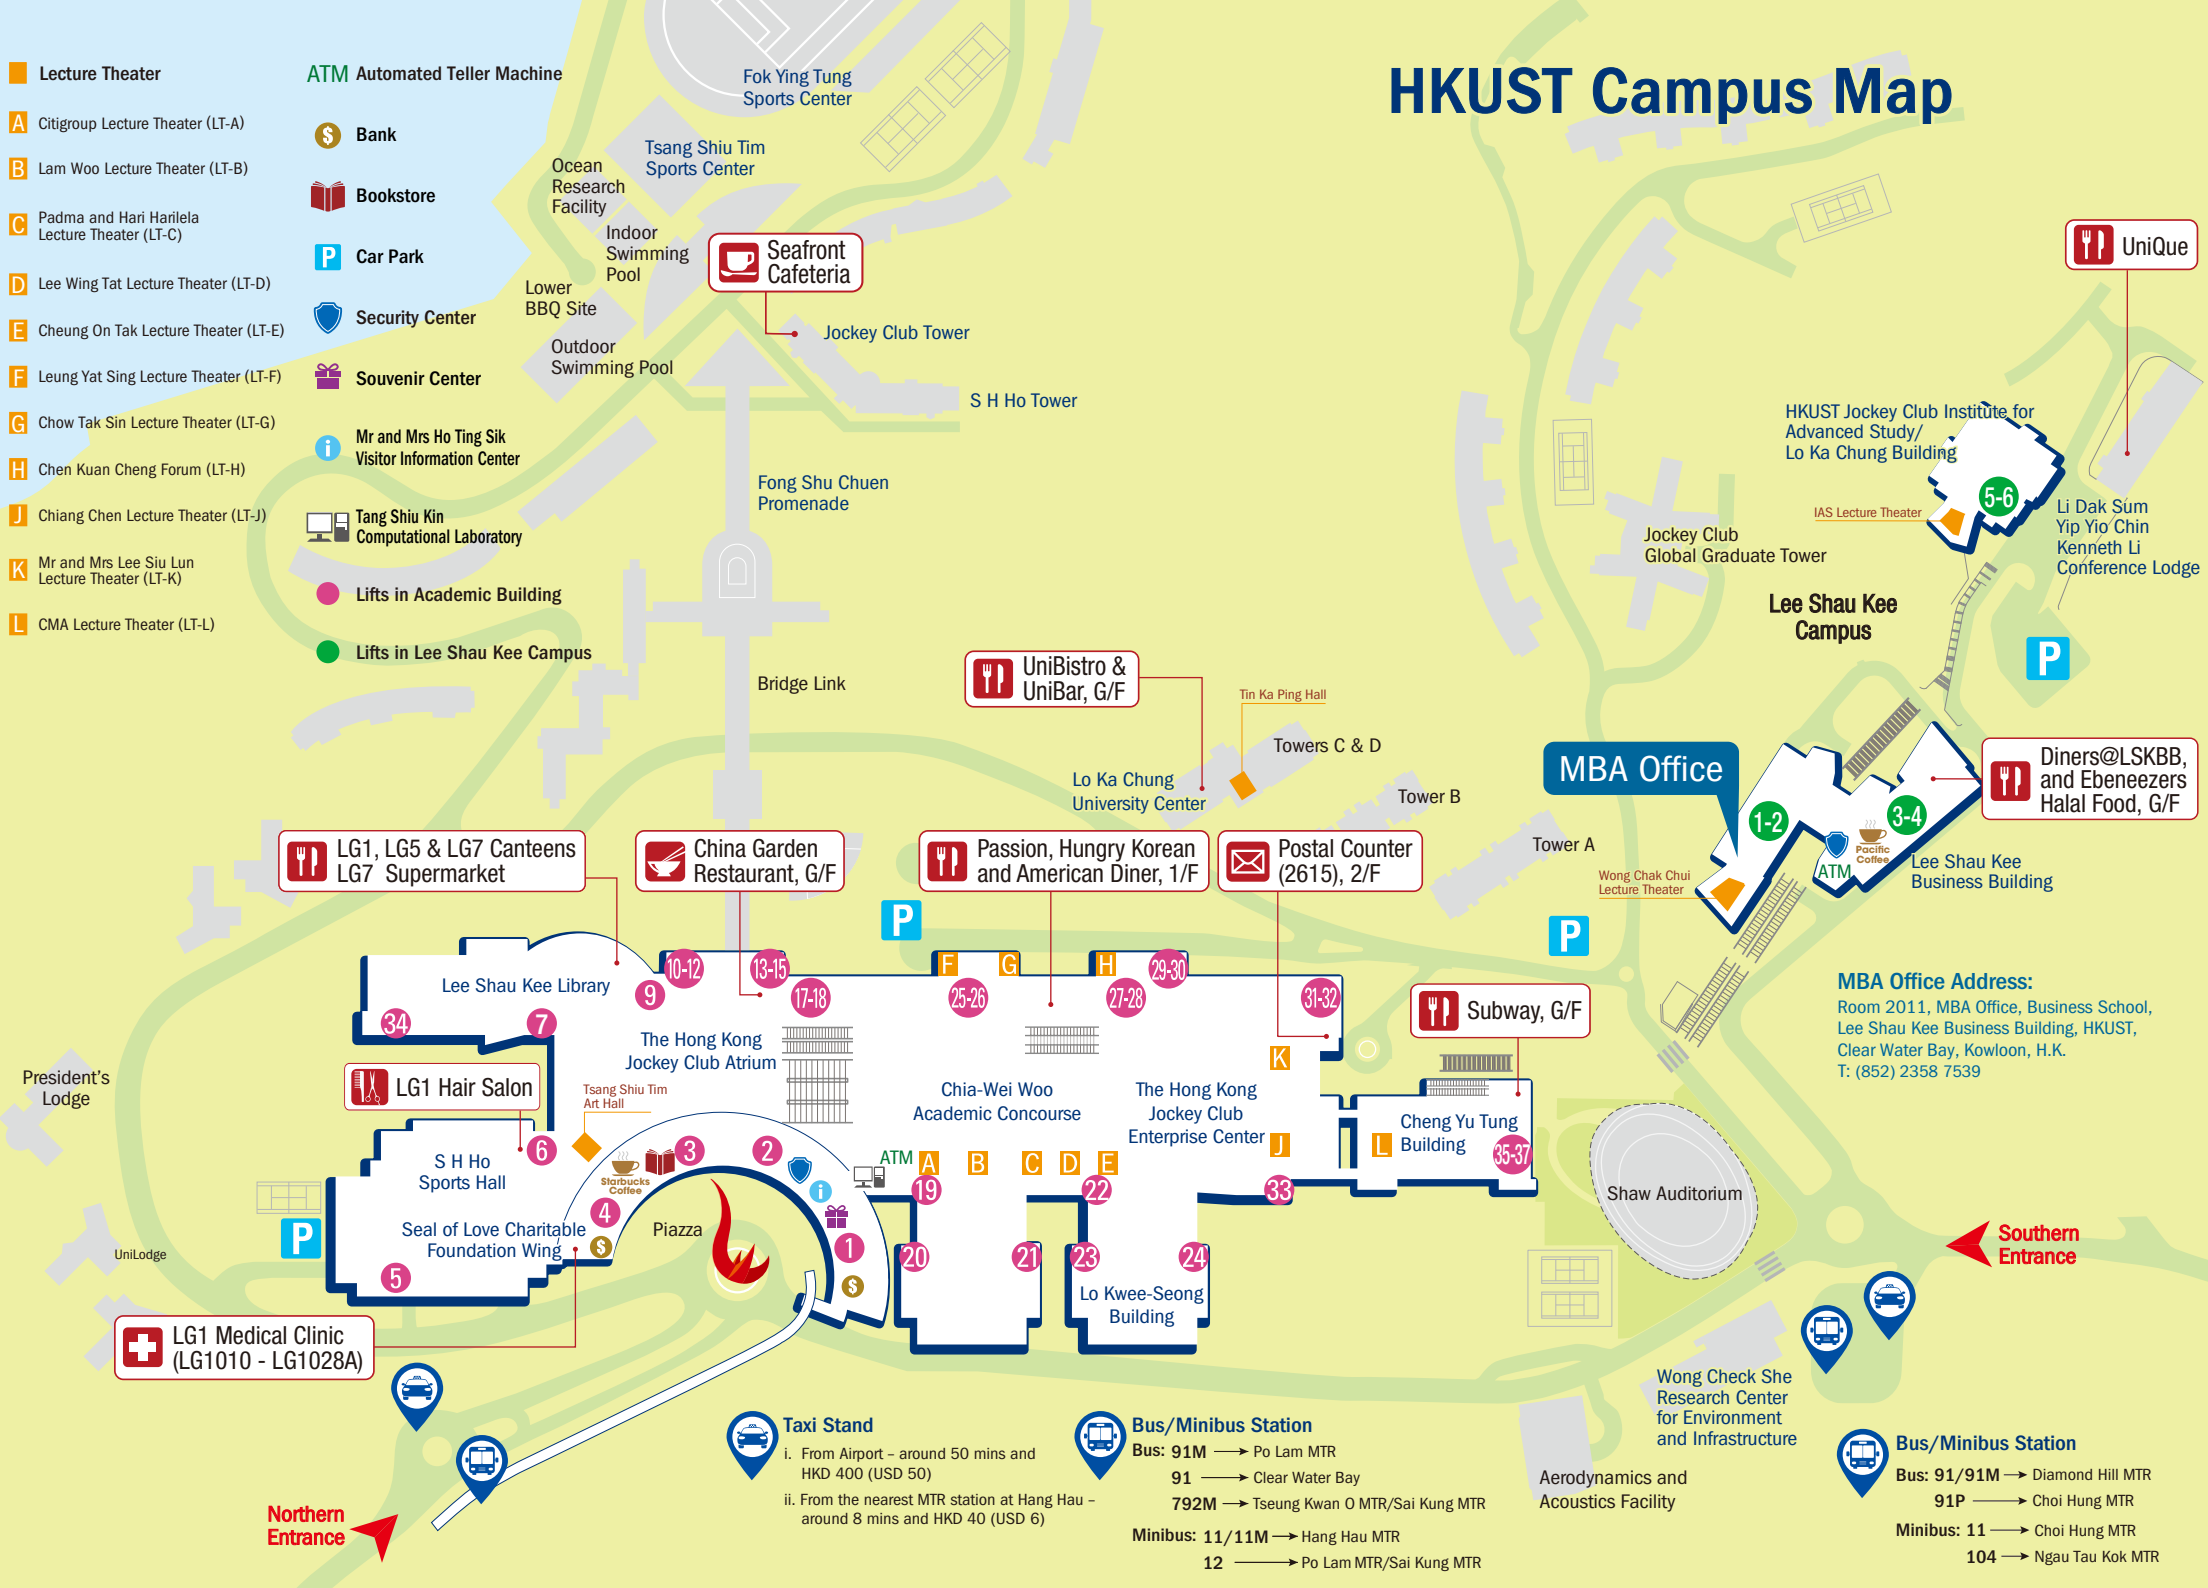 HKUST Campus Map
Lecture Theater
A Citigroup Lecture Theater (LT-A)
B Lam Woo Lecture Theater (LT-B)
C Padma and Hari Harilela
Lecture Theater (LT-C)
D Lee Wing Tat Lecture Theater (LT-D)
E Cheung On Tak Lecture Theater (LT-E)
F Leung Yat Sing Lecture Theater (LT-F)
G Chow Tak Sin Lecture Theater (LT-G)
H Chen Kuan Cheng Forum (LT-H)
J Chiang Chen Lecture Theater (LT-J)
K Mr and Mrs Lee Siu Lun
Lecture Theater (LT-K)
L CMA Lecture Theater (LT-L)
ATM Automated Teller Machine
$ Bank
Bookstore
P Car Park
Security Center
Souvenir Center
i Mr and Mrs Ho Ting Sik
Visitor Information Center
Tang Shiu Kin
Computational Laboratory
Lifts in Academic Building
Lifts in Lee Shau Kee Campus
Fok Ying Tung
Sports Center
Tsang Shiu Tim
Sports Center
Ocean
Research
Facility
Indoor
Swimming
Pool
Seafront
Cafeteria
Lower
BBQ Site
Outdoor
Swimming Pool
Jockey Club Tower
S H Ho Tower
Fong Shu Chuen
Promenade
Bridge Link
UniQue
HKUST Jockey Club Institute for
Advanced Study/
Lo Ka Chung Building
5-6
IAS Lecture Theater
Li Dak Sum
Yip Yio Chin
Kenneth Li
Conference Lodge
Jockey Club
Global Graduate Tower
Lee Shau Kee
Campus
P
UniBistro &
UniBar, G/F
Tin Ka Ping Hall
Towers C & D
Lo Ka Chung
University Center
Tower B
Tower A
MBA Office
1-2
3-4
Pacific
Coffee
ATM
Diners@LSKBB,
and Ebeneezers
Halal Food, G/F
Lee Shau Kee
Business Building
Wong Chak Chui
Lecture Theater
LG1, LG5 & LG7 Canteens
LG7 Supermarket
China Garden
Restaurant, G/F
Passion, Hungry Korean
and American Diner, 1/F
Postal Counter
(2615), 2/F
P
P
MBA Office Address:
Room 2011, MBA Office, Business School,
Lee Shau Kee Business Building, HKUST,
Clear Water Bay, Kowloon, H.K.
T: (852) 2358 7539
Lee Shau Kee Library
34
7
9
10-12
13-15
17-18
F
G
H
25-26
27-28
29-30
31-32
Subway, G/F
The Hong Kong
Jockey Club Atrium
K
President's
Lodge
LG1 Hair Salon
Tsang Shiu Tim
Art Hall
Chia-Wei Woo
Academic Concourse
The Hong Kong
Jockey Club
Enterprise Center
J
L
Cheng Yu Tung
Building
35-37
6
3
2
S H Ho
Sports Hall
Starbucks
Coffee
ATM
A
B
C
D
E
19
22
33
i
4
Shaw Auditorium
Seal of Love Charitable
Foundation Wing
$
Piazza
1
$
5
P
UniLodge
20
21
23
24
Lo Kwee-Seong
Building
Southern
Entrance
LG1 Medical Clinic
(LG1010 - LG1028A)
Wong Check She
Research Center
for Environment
and Infrastructure
Aerodynamics and
Acoustics Facility
Northern
Entrance
Taxi Stand
i. From Airport – around 50 mins and
HKD 400 (USD 50)
ii. From the nearest MTR station at Hang Hau –
around 8 mins and HKD 40 (USD 6)
Bus/Minibus Station
Bus: 91M Po Lam MTR
91 Clear Water Bay
792M Tseung Kwan O MTR/Sai Kung MTR
Minibus: 11/11M Hang Hau MTR
12 Po Lam MTR/Sai Kung MTR
Bus/Minibus Station
Bus: 91/91M Diamond Hill MTR
91P Choi Hung MTR
Minibus: 11 Choi Hung MTR
104 Ngau Tau Kok MTR